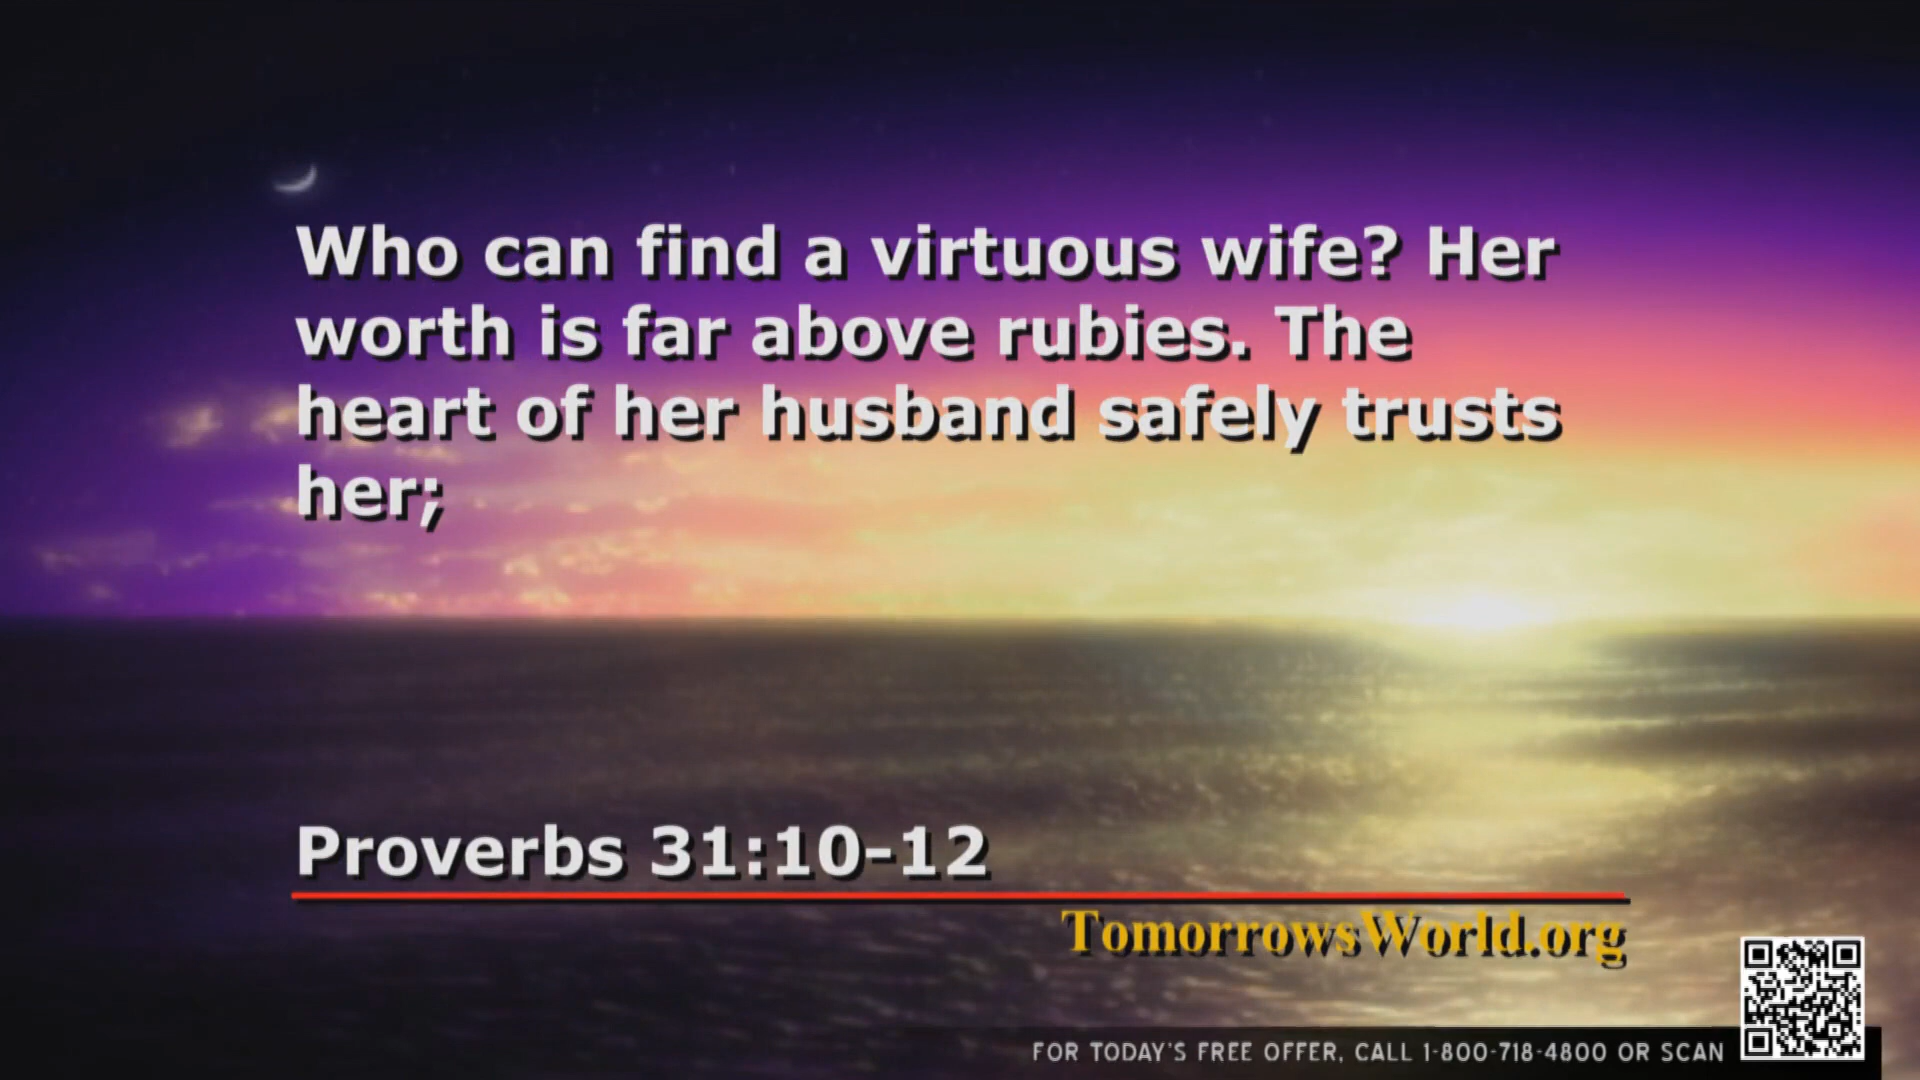 Who can find a virtuous wife? Her
worth is far above rubies. The
heart of her husband safely trusts
her;
Proverbs 31:10-12
TomorrowsWorld.org
FOR TODAY'S FREE OFFER, CALL 1-800-718-4800 OR SCAN